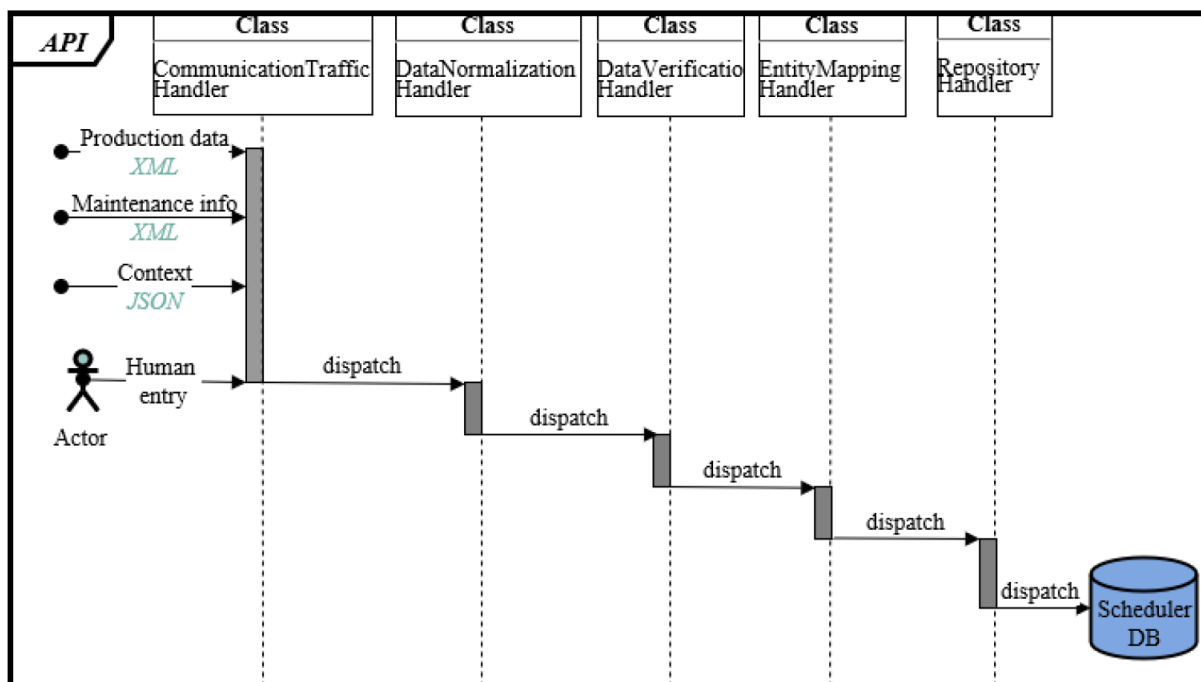 API
Class
CommunicationTraffic
Handler
Class
DataNormalization
Handler
Class
DataVerificatio
Handler
Class
EntityMapping
Handler
Class
Repository
Handler
Production data
XML
Maintenance info
XML
Context
JSON
Human
entry
Actor
dispatch
dispatch
dispatch
dispatch
dispatch
Scheduler
DB